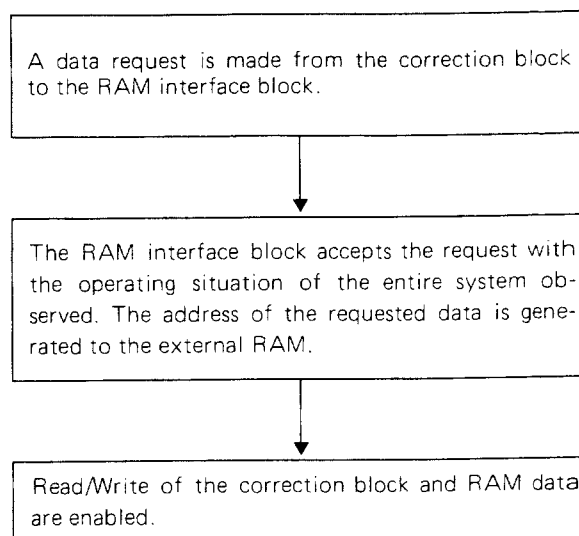 A data request is made from the correction block
to the RAM interface block.
The RAM interface block accepts the request with
the operating situation of the entire system ob-
served. The address of the requested data is gene-
rated to the external RAM.
Read/Write of the correction block and RAM data
are enabled.